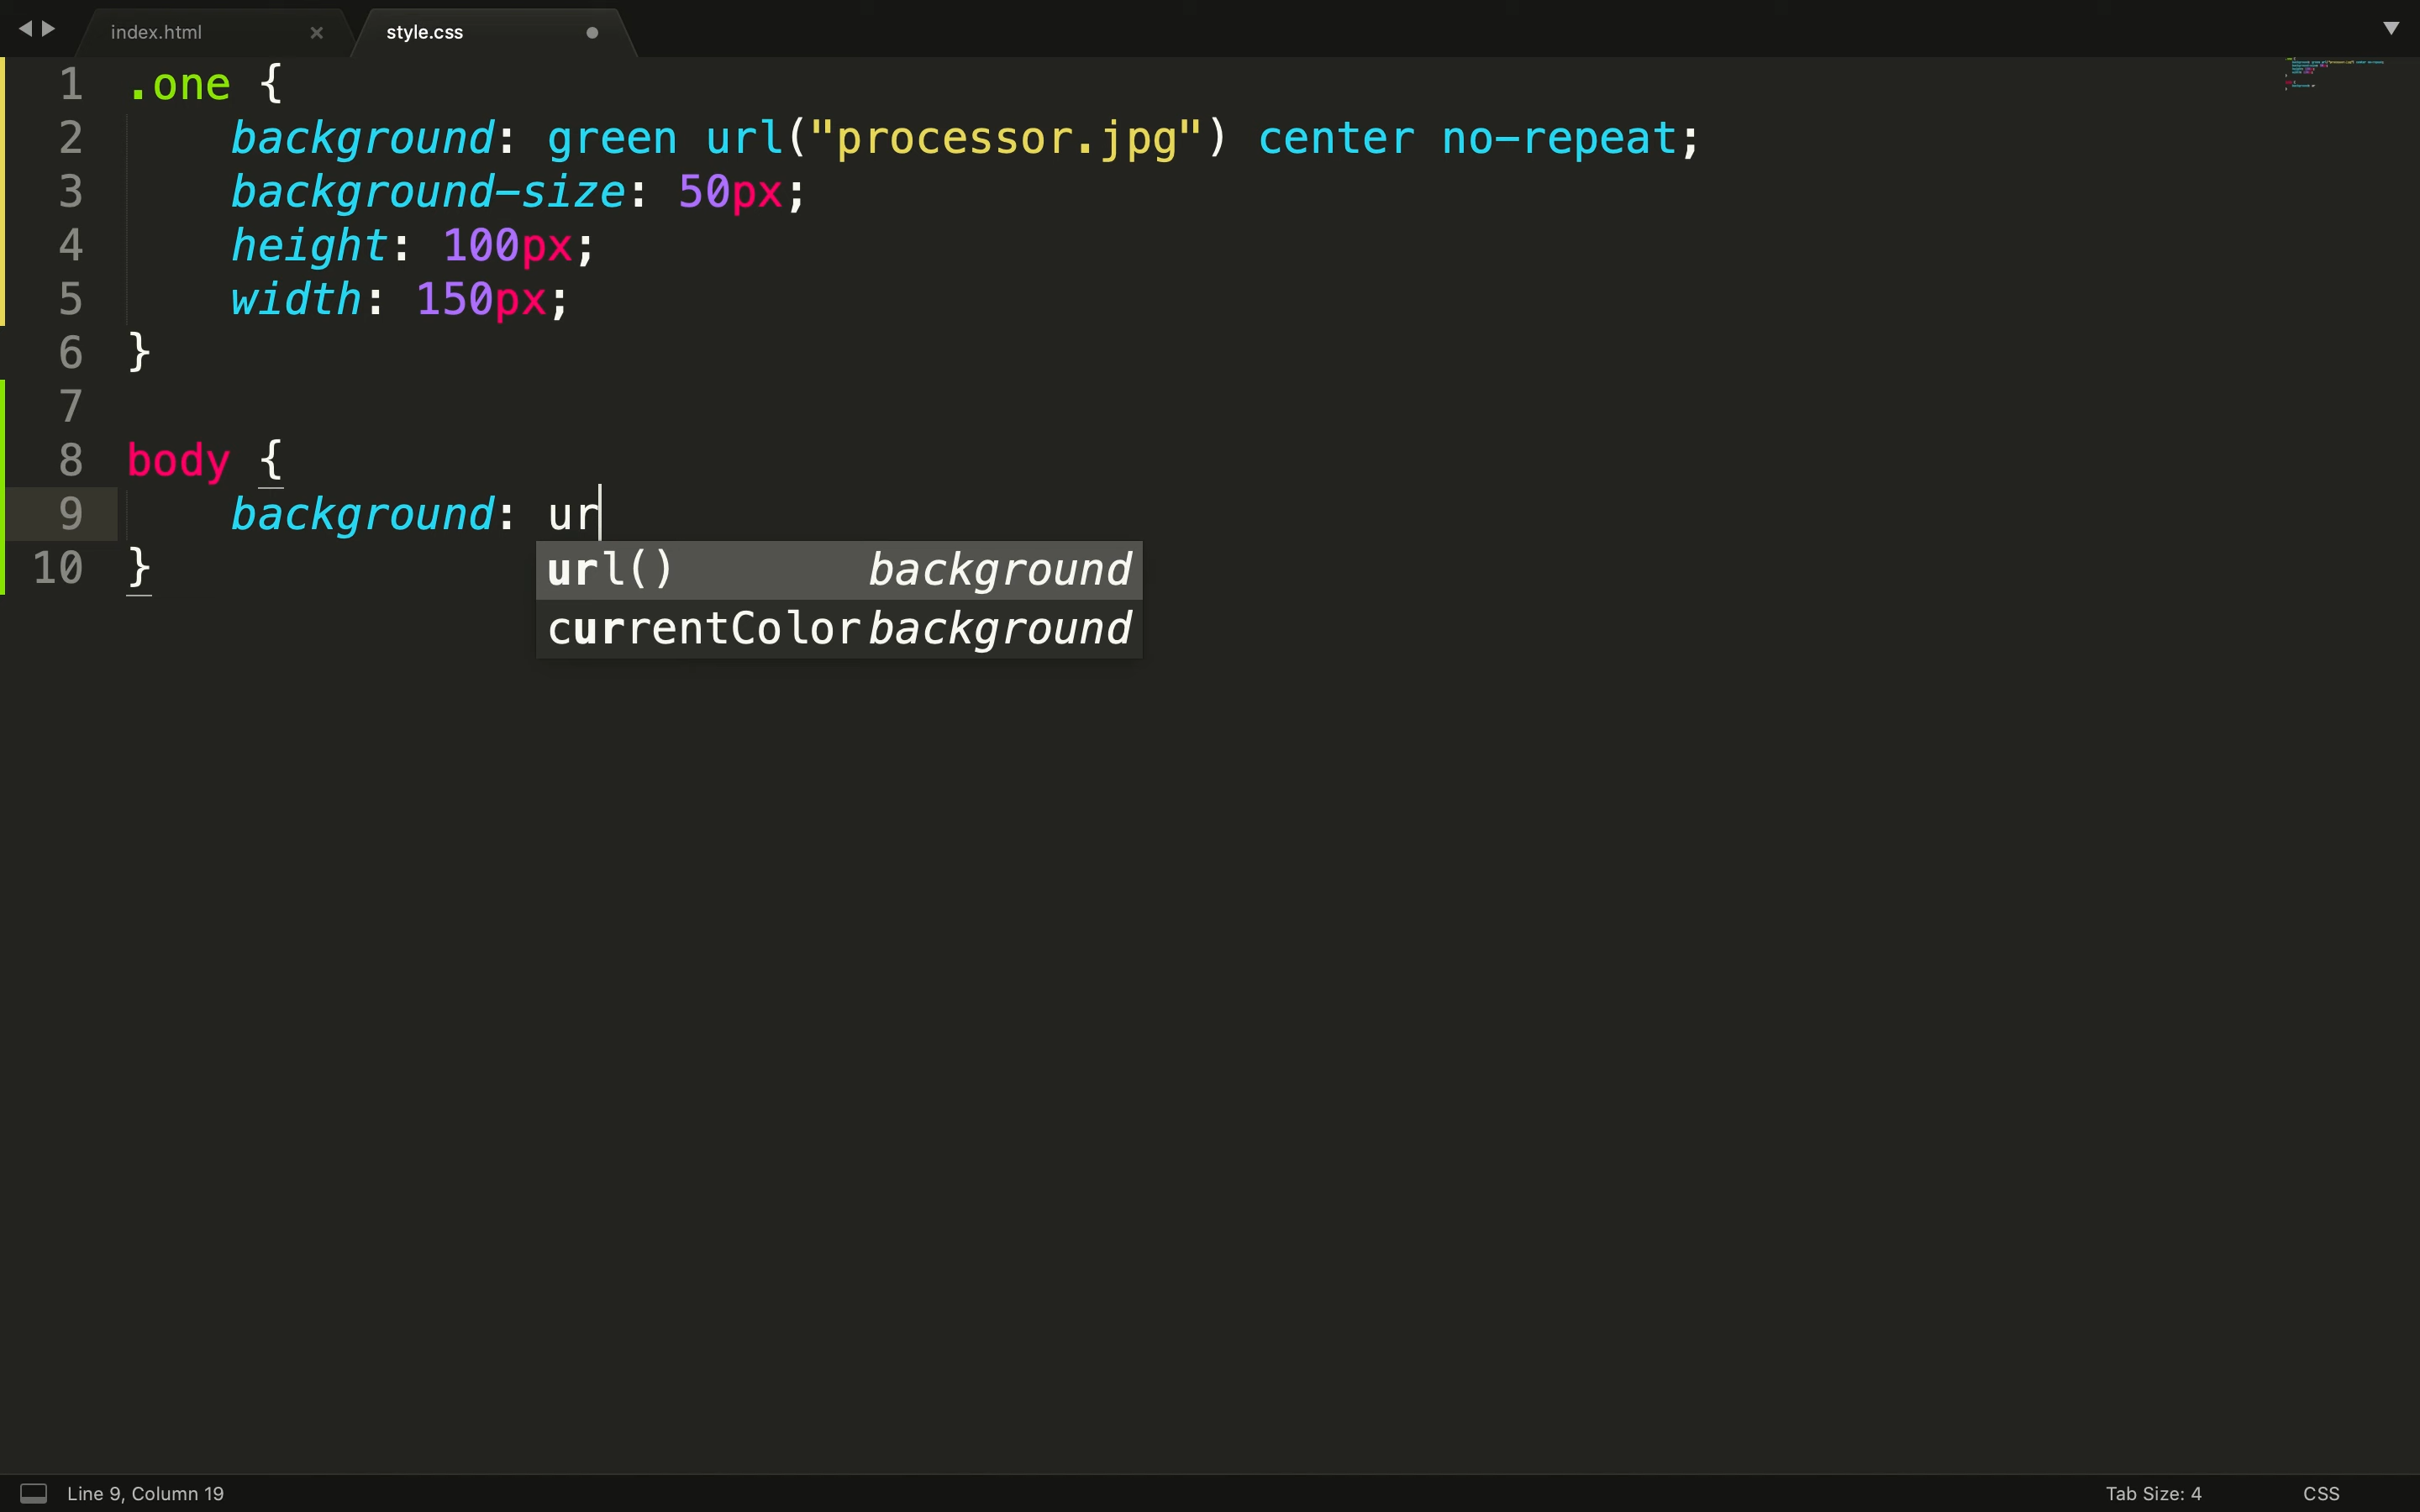 index.html × style.css
1 .one {
2 background: green url("processor.jpg") center no-repeat;
3 background-size: 50px;
4 height: 100px;
5 width: 150px;
6 }
7
8 body {
9 background: ur
url() background
10 }
currentColor background
Line 9, Column 19 Tab Size: 4 CSS